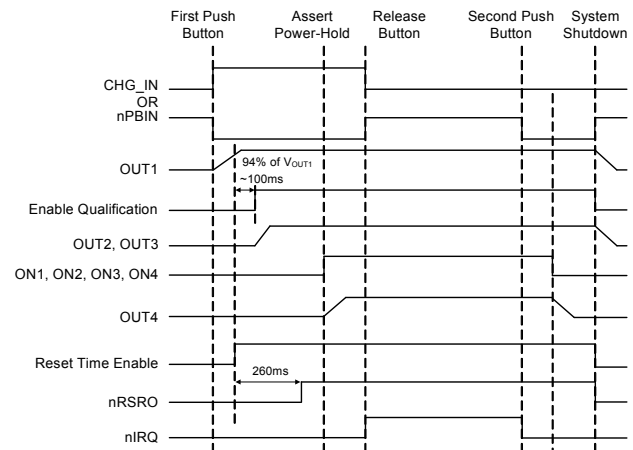 First Push
Button
Assert
Power-Hold
Release
Button
Second Push
Button
System
Shutdown
CHG_IN
OR
nPBIN
OUT1
94% of VOUT1
~100ms
Enable Qualification
OUT2, OUT3
ON1, ON2, ON3, ON4
OUT4
Reset Time Enable
260ms
nRSRO
nIRQ